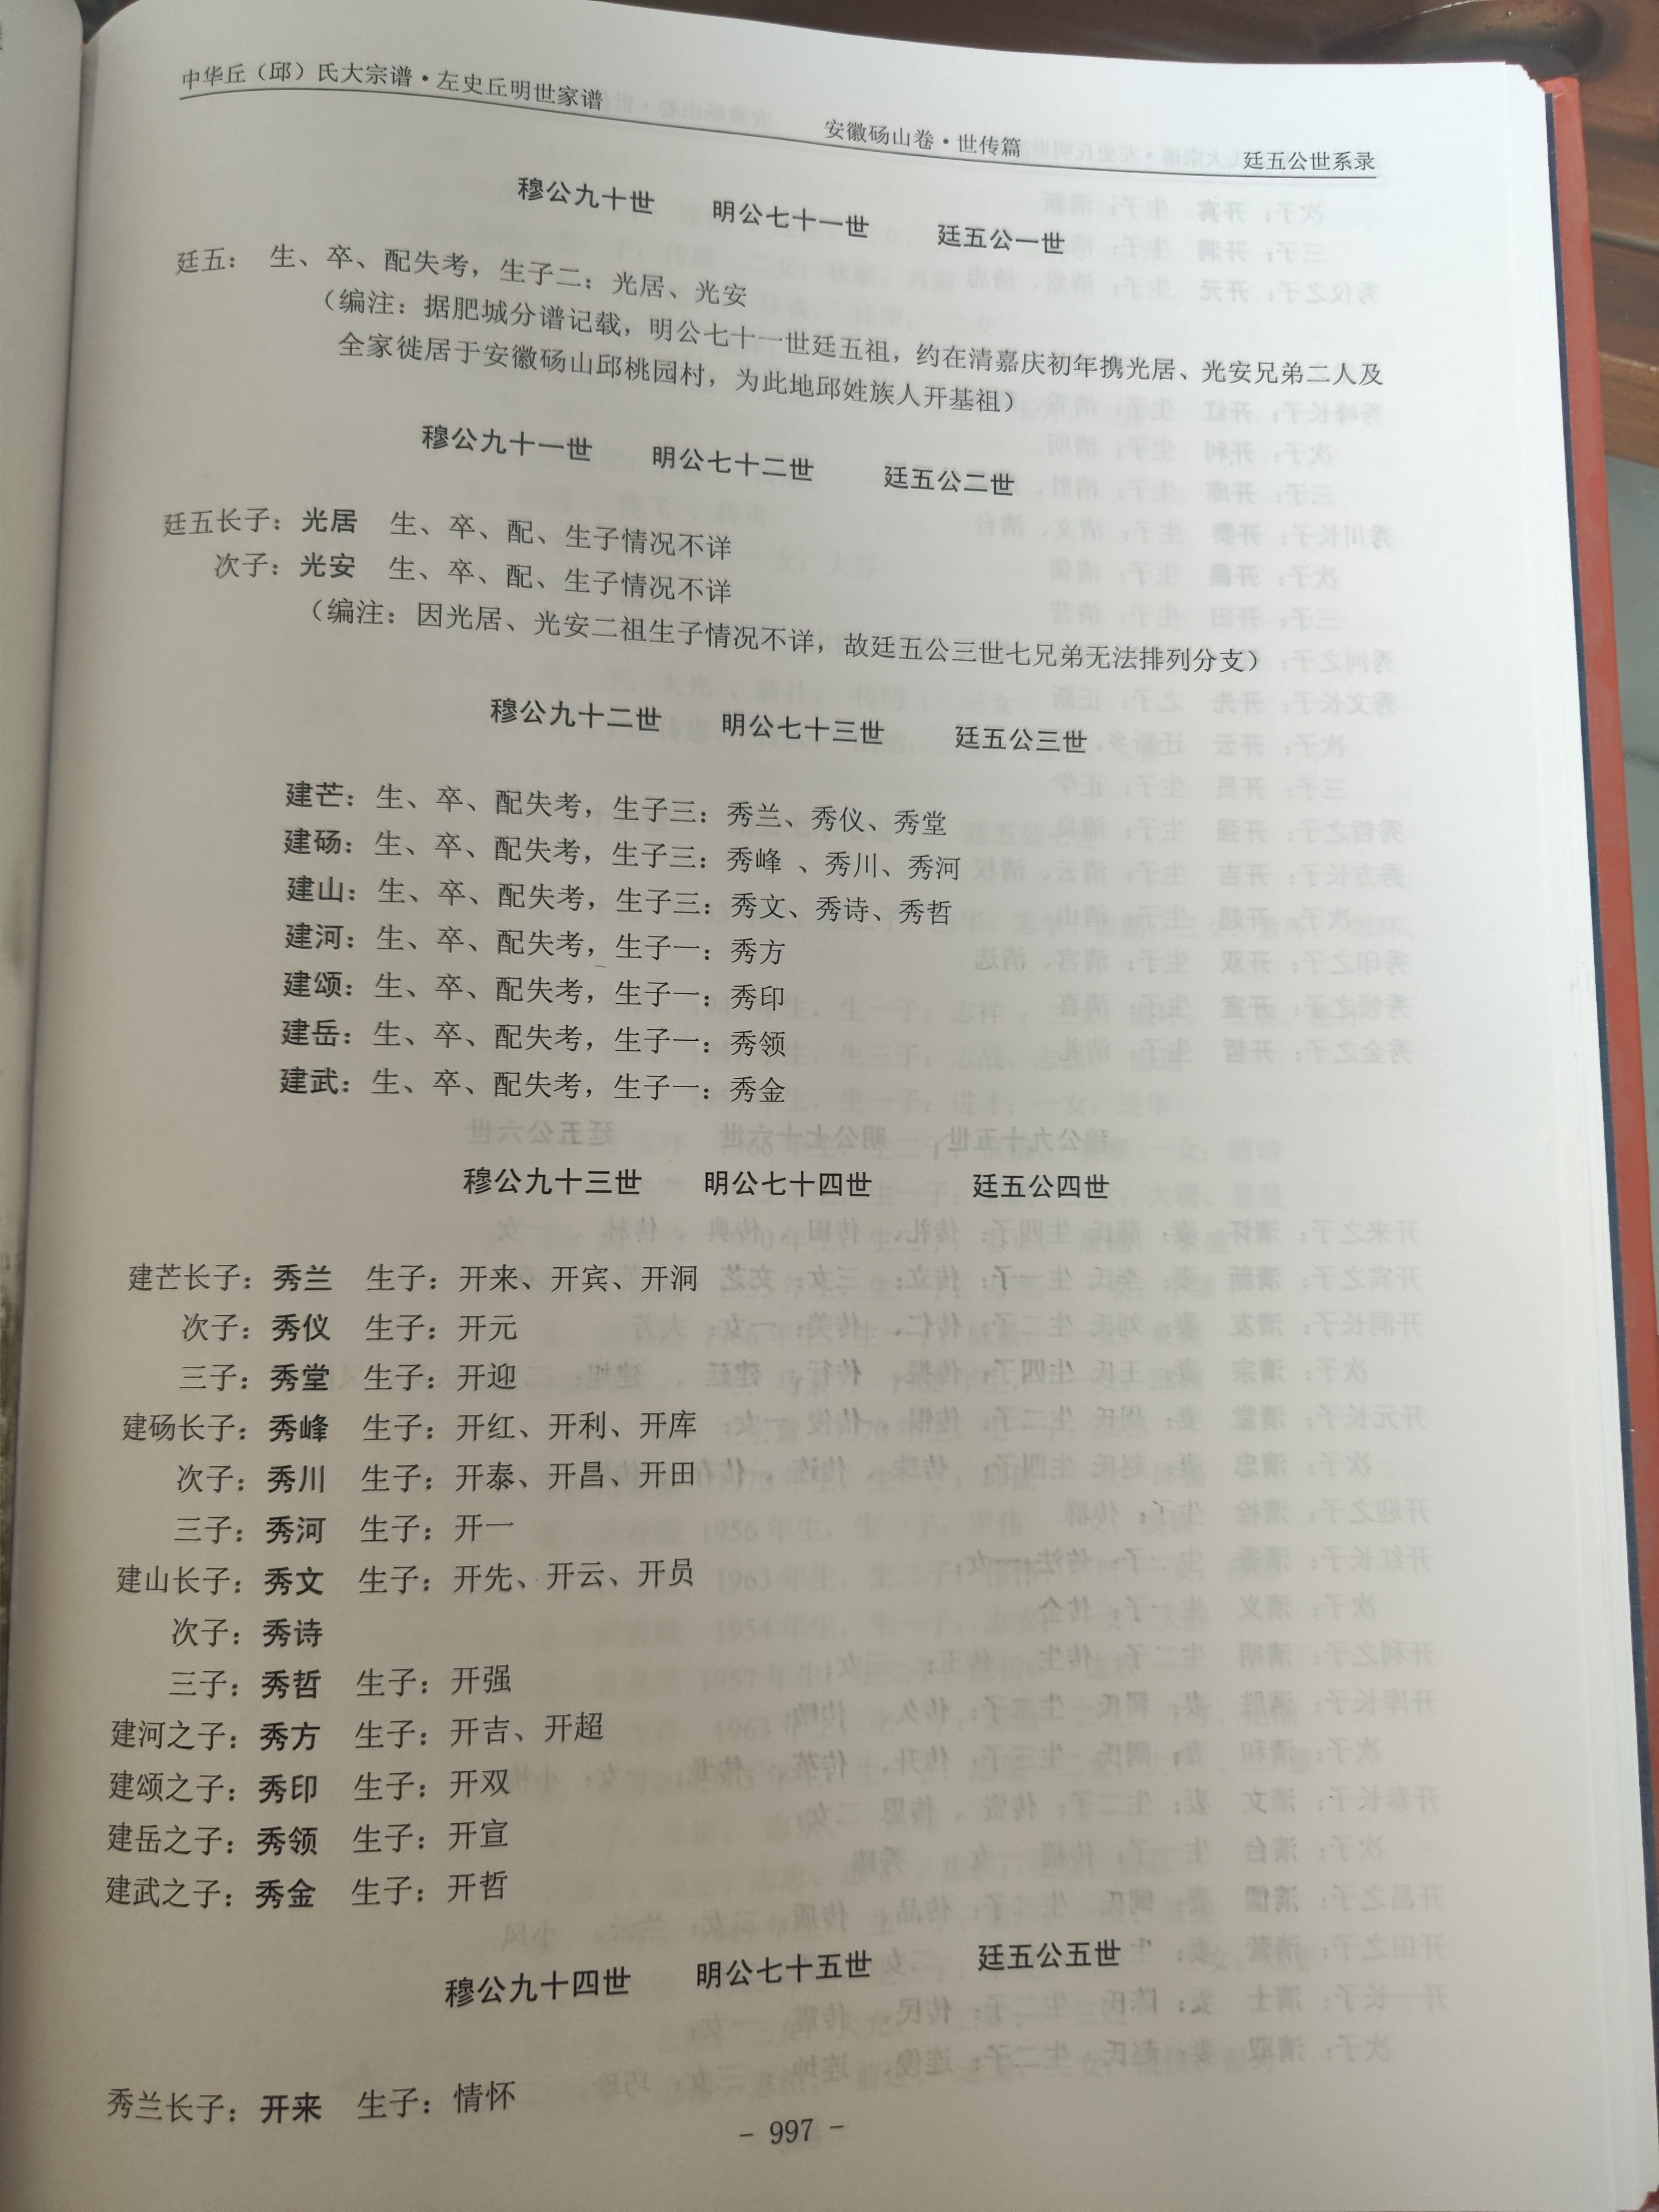 中华丘（邱）氏大宗谱·左史丘明世家谱
安徽砀山卷·世传篇
廷五公世系录
穆公九十世 明公七十一世 廷五公一世
廷五： 生、卒、配失考，生子二：光居、光安
（编注：据肥城分谱记载，明公七十一世廷五祖，约在清嘉庆初年携光居、光安兄弟二人及
全家徙居于安徽砀山邱桃园村，为此地邱姓族人开基祖）
穆公九十一世 明公七十二世 廷五公二世
廷五长子：光居 生、卒、配、生子情况不详
次子：光安 生、卒、配、生子情况不详
（编注：因光居、光安二祖生子情况不详，故廷五公三世七兄弟无法排列分支）
穆公九十二世 明公七十三世 廷五公三世
建芒：生、卒、配失考，生子三：秀兰、秀仪、秀堂
建砀：生、卒、配失考，生子三：秀峰 、秀川、秀河
建山：生、卒、配失考，生子三：秀文、秀诗、秀哲
建河：生、卒、配失考，生子一：秀方
建颂：生、卒、配失考，生子一：秀印
建岳：生、卒、配失考，生子一：秀领
建武：生、卒、配失考，生子一：秀金
穆公九十三世 明公七十四世 廷五公四世
建芒长子：秀兰 生子：开来、开宾、开洞
次子：秀仪 生子：开元
三子：秀堂 生子：开迎
建砀长子：秀峰 生子：开红、开利、开库
次子：秀川 生子：开泰、开昌、开田
三子：秀河 生子：开一
建山长子：秀文 生子：开先、开云、开员
次子：秀诗
三子：秀哲 生子：开强
建河之子：秀方 生子：开吉、开超
建颂之子：秀印 生子：开双
建岳之子：秀领 生子：开宣
建武之子：秀金 生子：开哲
穆公九十四世 明公七十五世 廷五公五世
秀兰长子：开来 生子：情怀
- 997 -